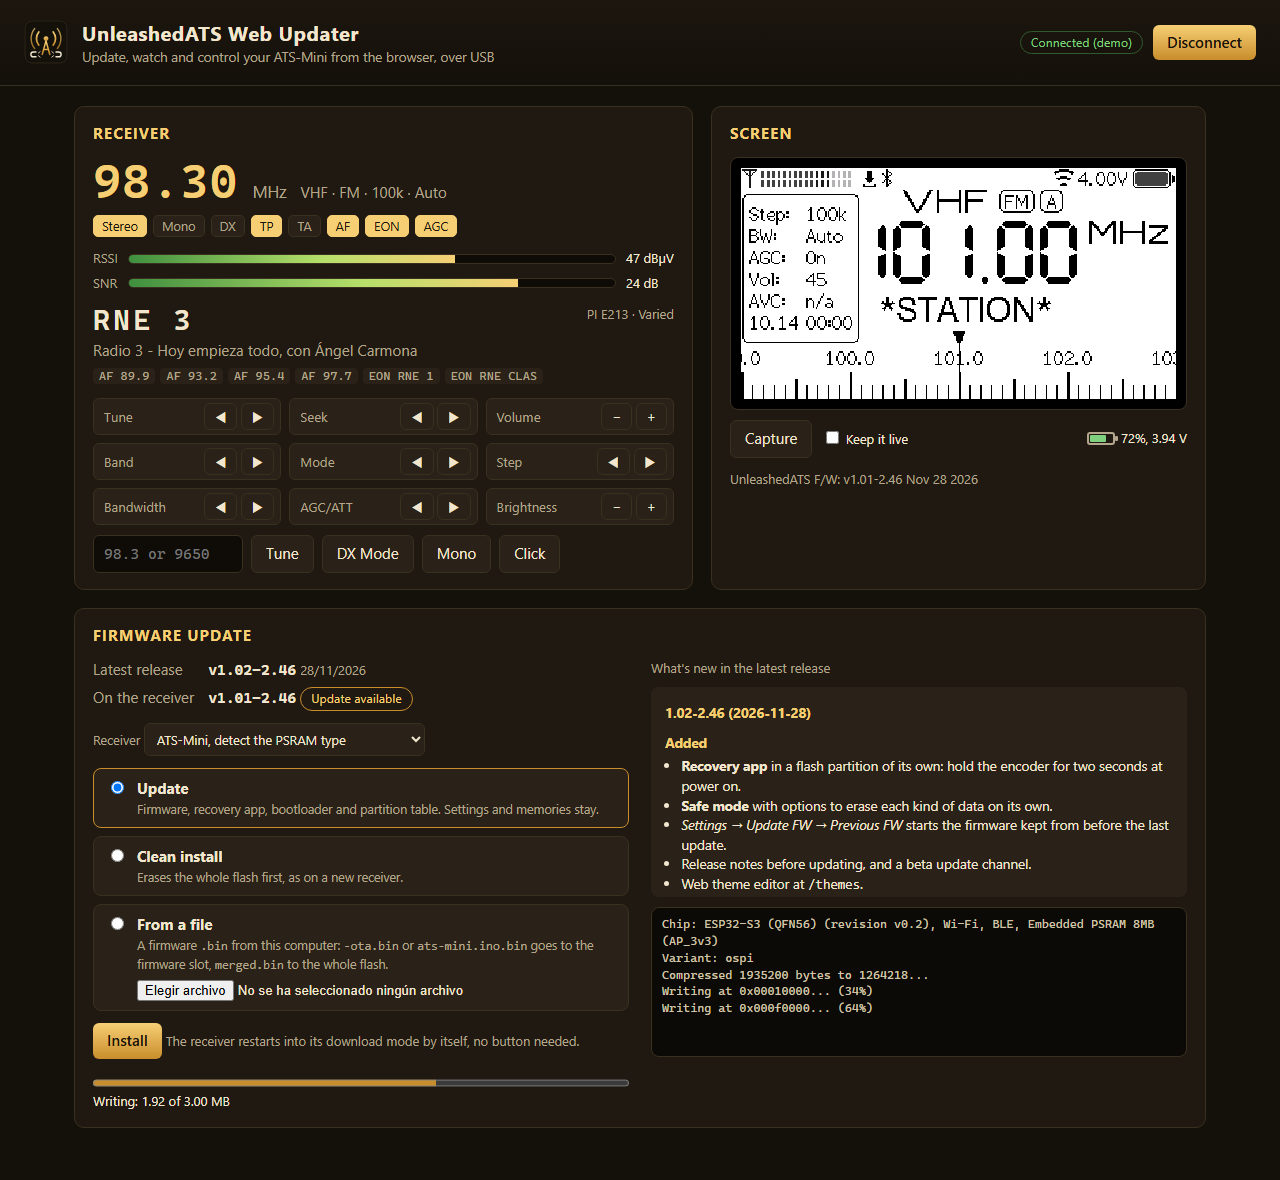 UnleashedATS Web Updater
Update, watch and control your ATS-Mini from the browser, over USB
Connected (demo)
Disconnect
RECEIVER
98.30 MHz VHF · FM · 100k · Auto
Stereo Mono DX TP TA AF EON AGC
RSSI 47 dBµV
SNR 24 dB
RNE 3
PI E213 · Varied
Radio 3 - Hoy empieza todo, con Ángel Carmona
AF 89.9 AF 93.2 AF 95.4 AF 97.7 EON RNE 1 EON RNE CLAS
Tune ◀ ▶ Seek ◀ ▶ Volume − +
Band ◀ ▶ Mode ◀ ▶ Step ◀ ▶
Bandwidth ◀ ▶ AGC/ATT ◀ ▶ Brightness − +
98.3 or 9650 Tune DX Mode Mono Click
SCREEN
4.00V
VHF FM A
Step: 100k
BW: Auto
AGC: On
Vol: 45
AVC: n/a
10.14 00:00
101.00 MHz
*STATION*
.0 100.0 101.0 102.0 103
Capture Keep it live 72%, 3.94 V
UnleashedATS F/W: v1.01-2.46 Nov 28 2026
FIRMWARE UPDATE
Latest release v1.02-2.46 28/11/2026
On the receiver v1.01-2.46 Update available
Receiver ATS-Mini, detect the PSRAM type
Update
Firmware, recovery app, bootloader and partition table. Settings and memories stay.
Clean install
Erases the whole flash first, as on a new receiver.
From a file
A firmware .bin from this computer: -ota.bin or ats-mini.ino.bin goes to the
firmware slot, merged.bin to the whole flash.
Elegir archivo No se ha seleccionado ningún archivo
Install The receiver restarts into its download mode by itself, no button needed.
Writing: 1.92 of 3.00 MB
What's new in the latest release
1.02-2.46 (2026-11-28)
Added
• Recovery app in a flash partition of its own: hold the encoder for two seconds at
power on.
• Safe mode with options to erase each kind of data on its own.
• Settings → Update FW → Previous FW starts the firmware kept from before the last
update.
• Release notes before updating, and a beta update channel.
• Web theme editor at /themes.
Chip: ESP32-S3 (QFN56) (revision v0.2), Wi-Fi, BLE, Embedded PSRAM 8MB
(AP_3v3)
Variant: ospi
Compressed 1935200 bytes to 1264218...
Writing at 0x00010000... (34%)
Writing at 0x000f0000... (64%)